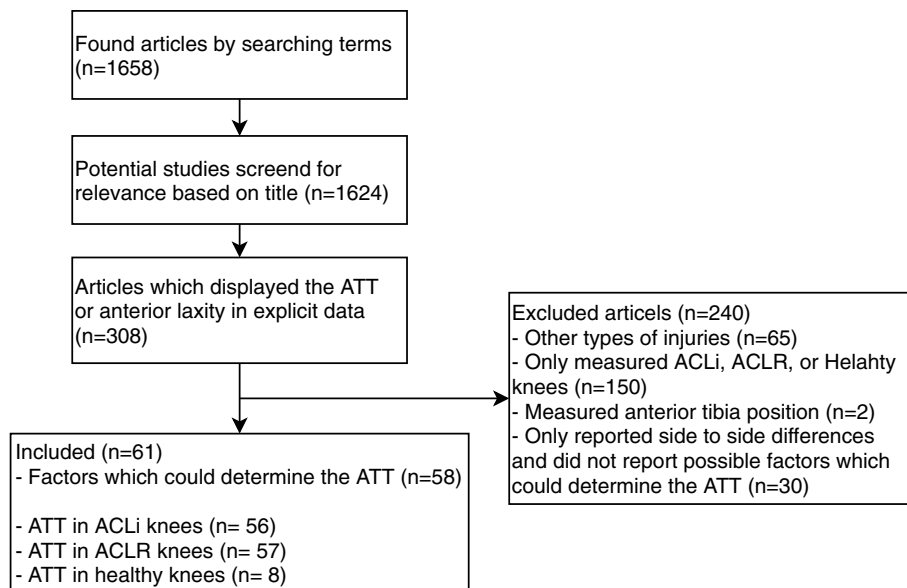 Found articles by searching terms
(n=1658)
Potential studies screend for
relevance based on title (n=1624)
Articles which displayed the ATT
or anterior laxity in explicit data
(n=308)
Excluded articels (n=240)
- Other types of injuries (n=65)
- Only measured ACLi, ACLR, or Helahty
knees (n=150)
- Measured anterior tibia position (n=2)
- Only reported side to side differences
and did not report possible factors which
could determine the ATT (n=30)
Included (n=61)
- Factors which could determine the ATT (n=58)
- ATT in ACLi knees (n= 56)
- ATT in ACLR knees (n= 57)
- ATT in healthy knees (n= 8)